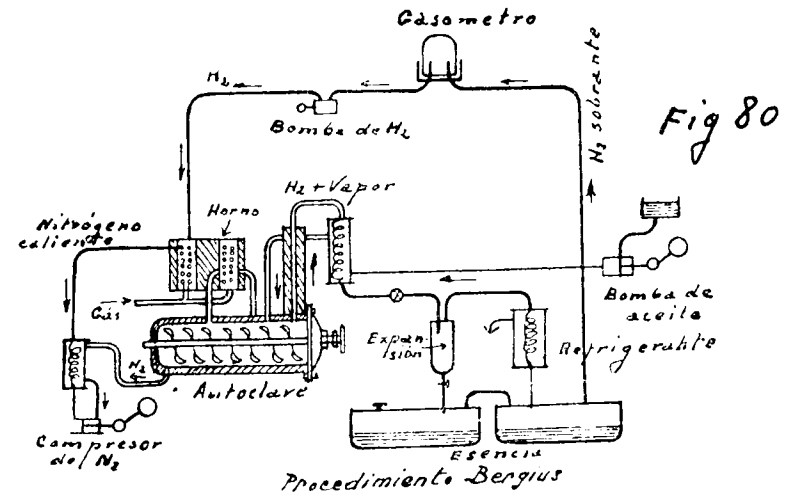 Gasometro
H2
Bomba de H2
H2 sobrante
Fig 80
H2 + Vapor
Horno
Nitrógeno
caliente
Gas
Bomba de
aceite
Expan-
sión
Refrigerante
N2
Autoclave
Compresor
de N2
Esencia
Procedimiento Bergius